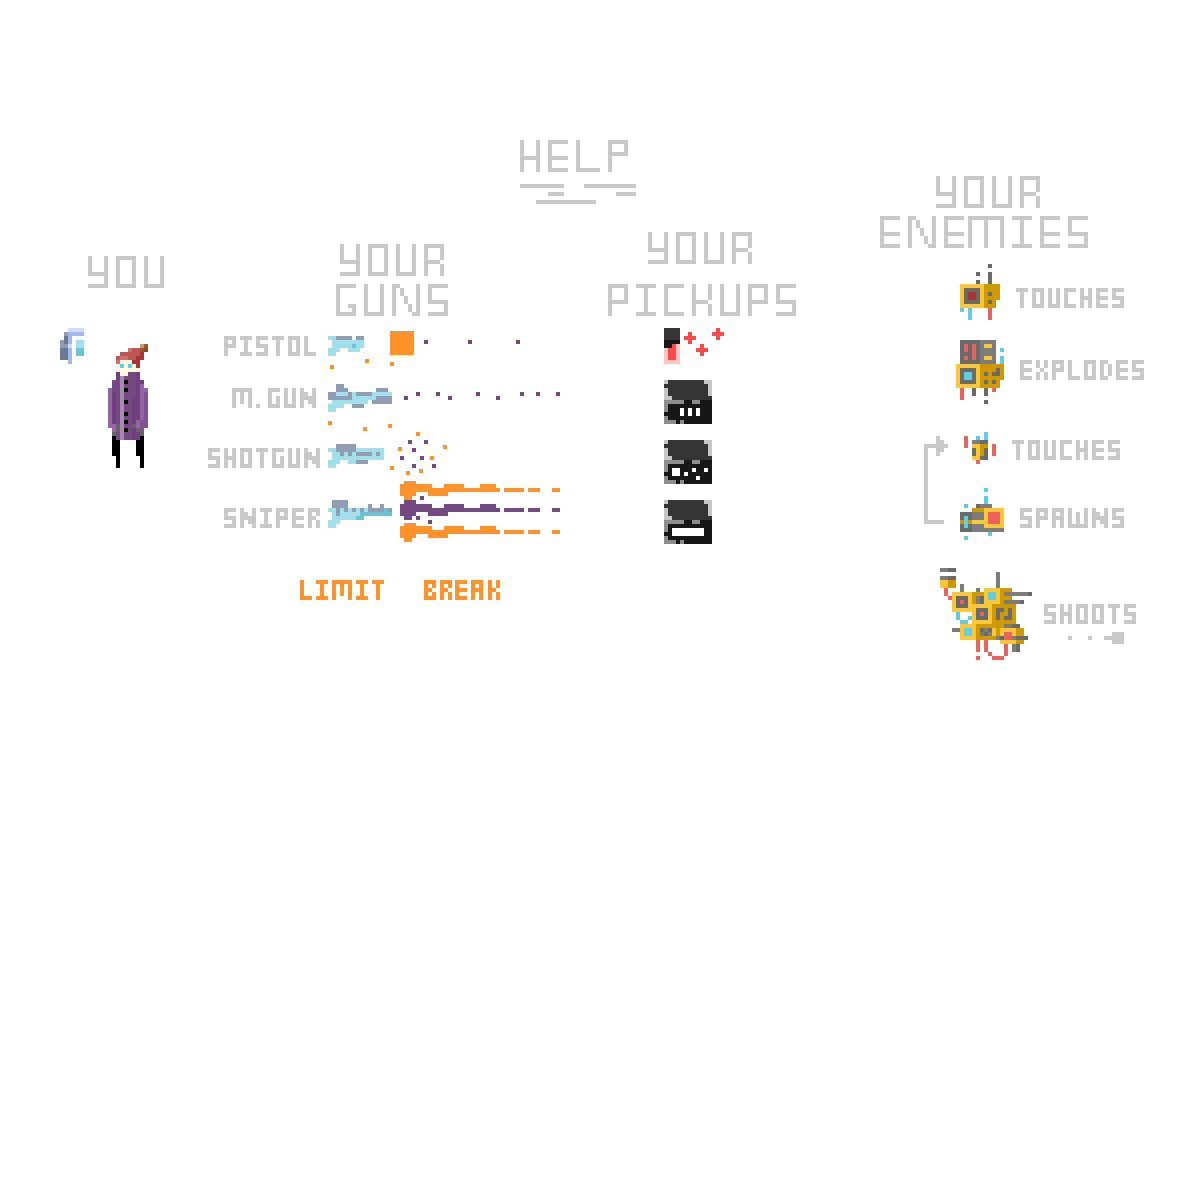 HELP
YOU
YOUR
GUNS
PISTOL
M.GUN
SHOTGUN
SNIPER
LIMIT BREAK
YOUR
PICKUPS
YOUR
ENEMIES
TOUCHES
EXPLODES
TOUCHES
SPAWNS
SHOOTS